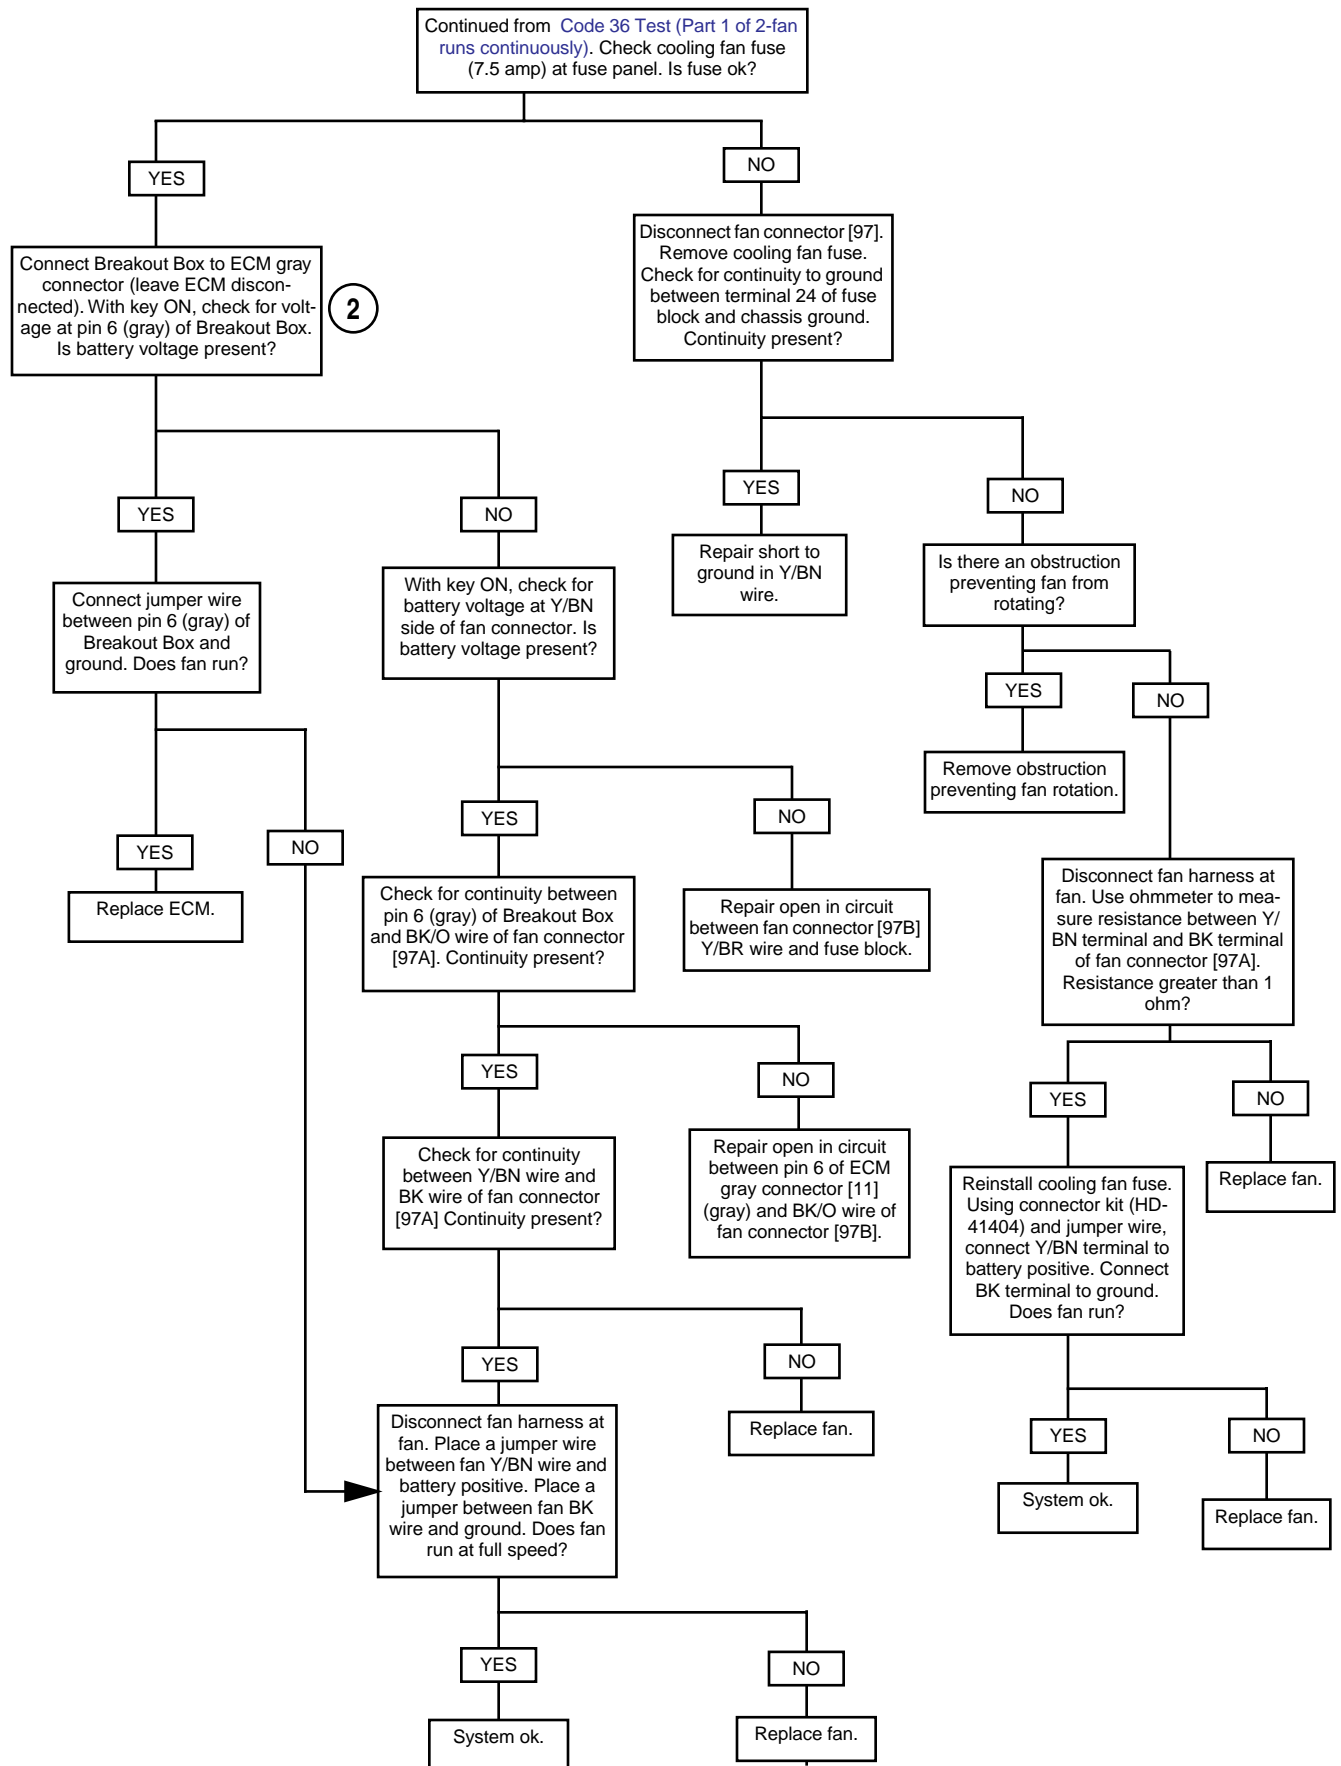 Continued from Code 36 Test (Part 1 of 2-fan
runs continuously). Check cooling fan fuse
(7.5 amp) at fuse panel. Is fuse ok?
YES
NO
Connect Breakout Box to ECM gray
connector (leave ECM discon-
nected). With key ON, check for volt-
age at pin 6 (gray) of Breakout Box.
Is battery voltage present?
2
Disconnect fan connector [97].
Remove cooling fan fuse.
Check for continuity to ground
between terminal 24 of fuse
block and chassis ground.
Continuity present?
YES
NO
YES
NO
Connect jumper wire
between pin 6 (gray) of
Breakout Box and
ground. Does fan run?
With key ON, check for
battery voltage at Y/BN
side of fan connector. Is
battery voltage present?
Repair short to
ground in Y/BN
wire.
Is there an obstruction
preventing fan from
rotating?
YES
NO
Remove obstruction
preventing fan rotation.
YES
NO
YES
NO
Replace ECM.
Check for continuity between
pin 6 (gray) of Breakout Box
and BK/O wire of fan connector
[97A]. Continuity present?
Repair open in circuit
between fan connector [97B]
Y/BR wire and fuse block.
Disconnect fan harness at
fan. Use ohmmeter to mea-
sure resistance between Y/
BN terminal and BK terminal
of fan connector [97A].
Resistance greater than 1
ohm?
YES
NO
YES
NO
Check for continuity
between Y/BN wire and
BK wire of fan connector
[97A] Continuity present?
Repair open in circuit
between pin 6 of ECM
gray connector [11]
(gray) and BK/O wire of
fan connector [97B].
Reinstall cooling fan fuse.
Using connector kit (HD-
41404) and jumper wire,
connect Y/BN terminal to
battery positive. Connect
BK terminal to ground.
Does fan run?
Replace fan.
YES
NO
Disconnect fan harness at
fan. Place a jumper wire
between fan Y/BN wire and
battery positive. Place a
jumper between fan BK
wire and ground. Does fan
run at full speed?
Replace fan.
YES
NO
System ok.
Replace fan.
YES
NO
System ok.
Replace fan.